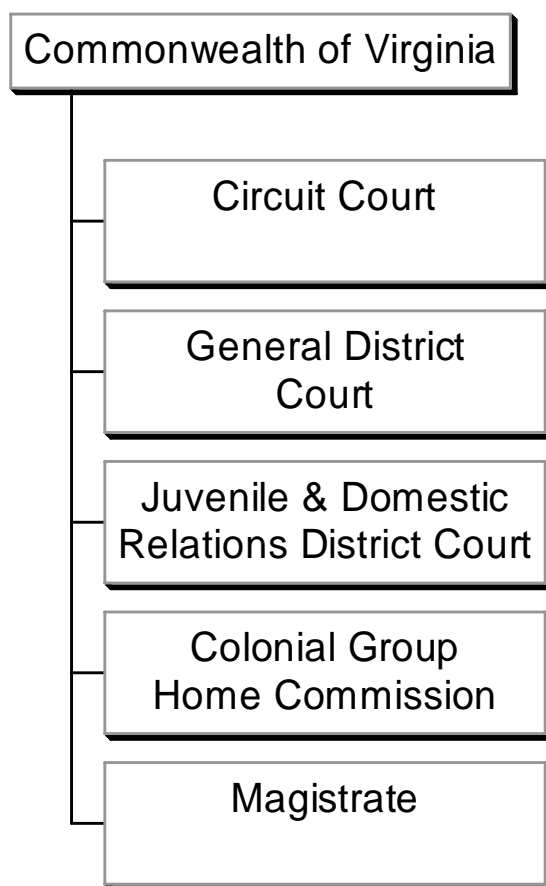 Commonwealth of Virginia
Circuit Court
General District
Court
Juvenile & Domestic
Relations District Court
Colonial Group
Home Commission
Magistrate